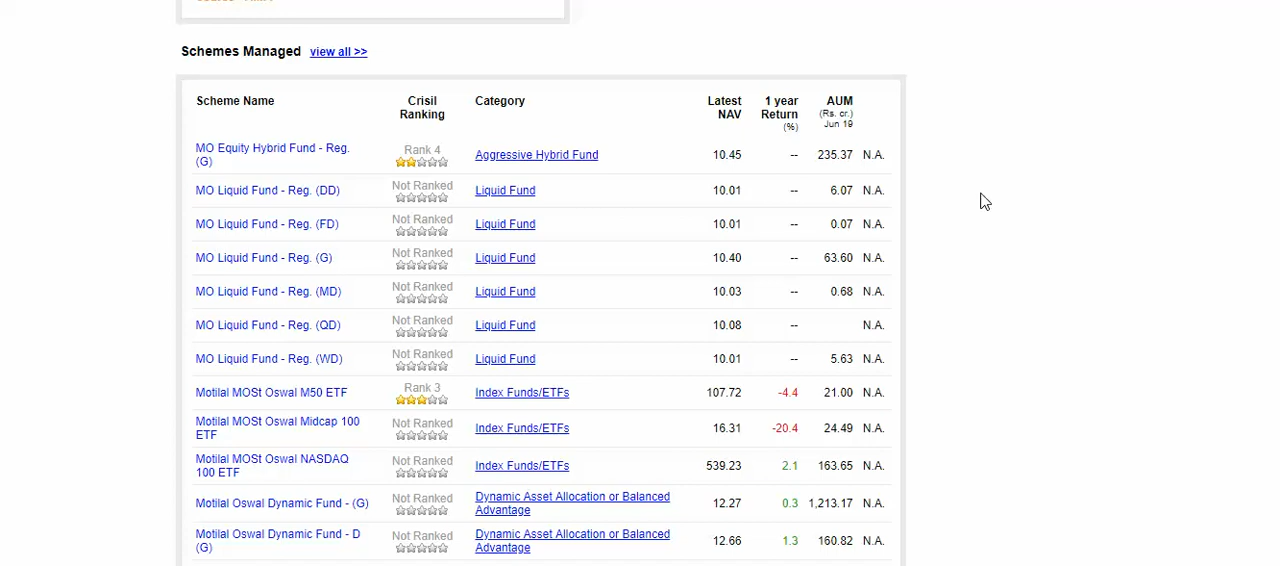 Schemes Managed view all >>
Scheme Name Crisil Ranking Category Latest NAV 1 year Return (%) AUM (Rs. cr.) Jun 19
MO Equity Hybrid Fund - Reg. (G) Rank 4 Aggressive Hybrid Fund 10.45 -- 235.37 N.A.
MO Liquid Fund - Reg. (DD) Not Ranked Liquid Fund 10.01 -- 6.07 N.A.
MO Liquid Fund - Reg. (FD) Not Ranked Liquid Fund 10.01 -- 0.07 N.A.
MO Liquid Fund - Reg. (G) Not Ranked Liquid Fund 10.40 -- 63.60 N.A.
MO Liquid Fund - Reg. (MD) Not Ranked Liquid Fund 10.03 -- 0.68 N.A.
MO Liquid Fund - Reg. (QD) Not Ranked Liquid Fund 10.08 -- N.A.
MO Liquid Fund - Reg. (WD) Not Ranked Liquid Fund 10.01 -- 5.63 N.A.
Motilal MOSt Oswal M50 ETF Rank 3 Index Funds/ETFs 107.72 -4.4 21.00 N.A.
Motilal MOSt Oswal Midcap 100 ETF Not Ranked Index Funds/ETFs 16.31 -20.4 24.49 N.A.
Motilal MOSt Oswal NASDAQ 100 ETF Not Ranked Index Funds/ETFs 539.23 2.1 163.65 N.A.
Motilal Oswal Dynamic Fund - (G) Not Ranked Dynamic Asset Allocation or Balanced Advantage 12.27 0.3 1,213.17 N.A.
Motilal Oswal Dynamic Fund - D (G) Not Ranked Dynamic Asset Allocation or Balanced Advantage 12.66 1.3 160.82 N.A.